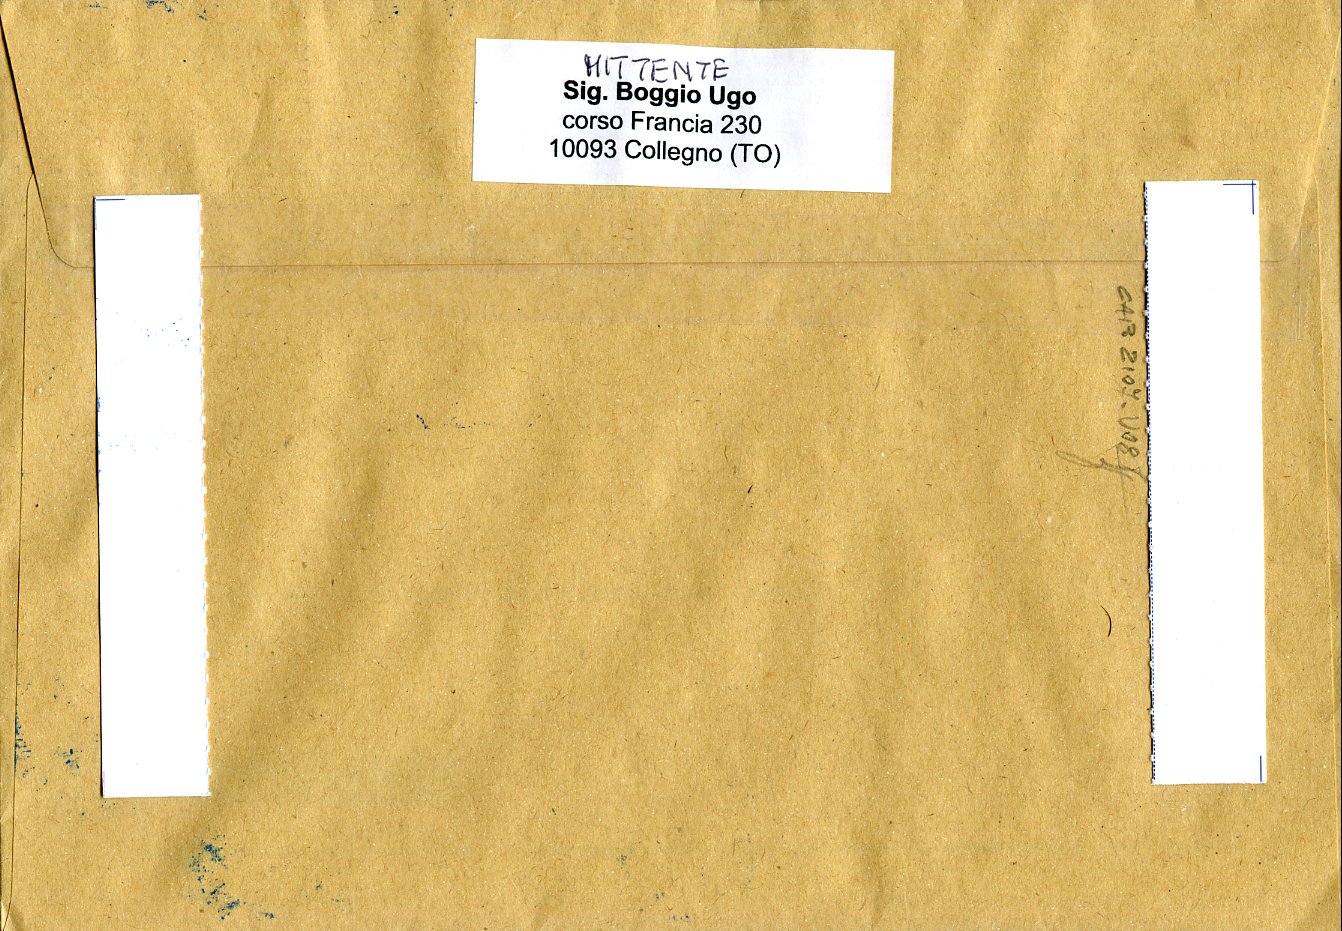 MITTENTE
Sig. Boggio Ugo
corso Francia 230
10093 Collegno (TO)